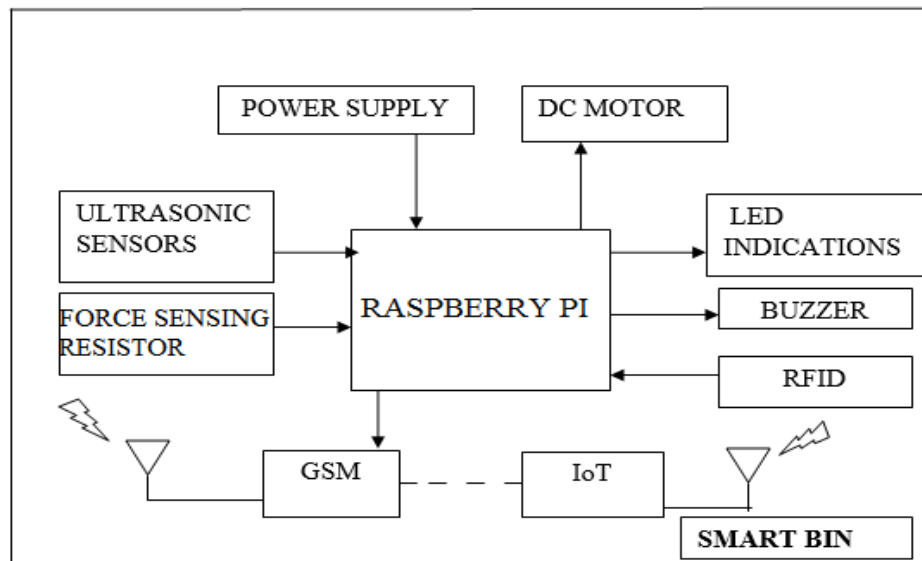 POWER SUPPLY
DC MOTOR
ULTRASONIC
SENSORS
LED
INDICATIONS
FORCE SENSING
RESISTOR
RASPBERRY PI
BUZZER
RFID
GSM
IoT
SMART BIN